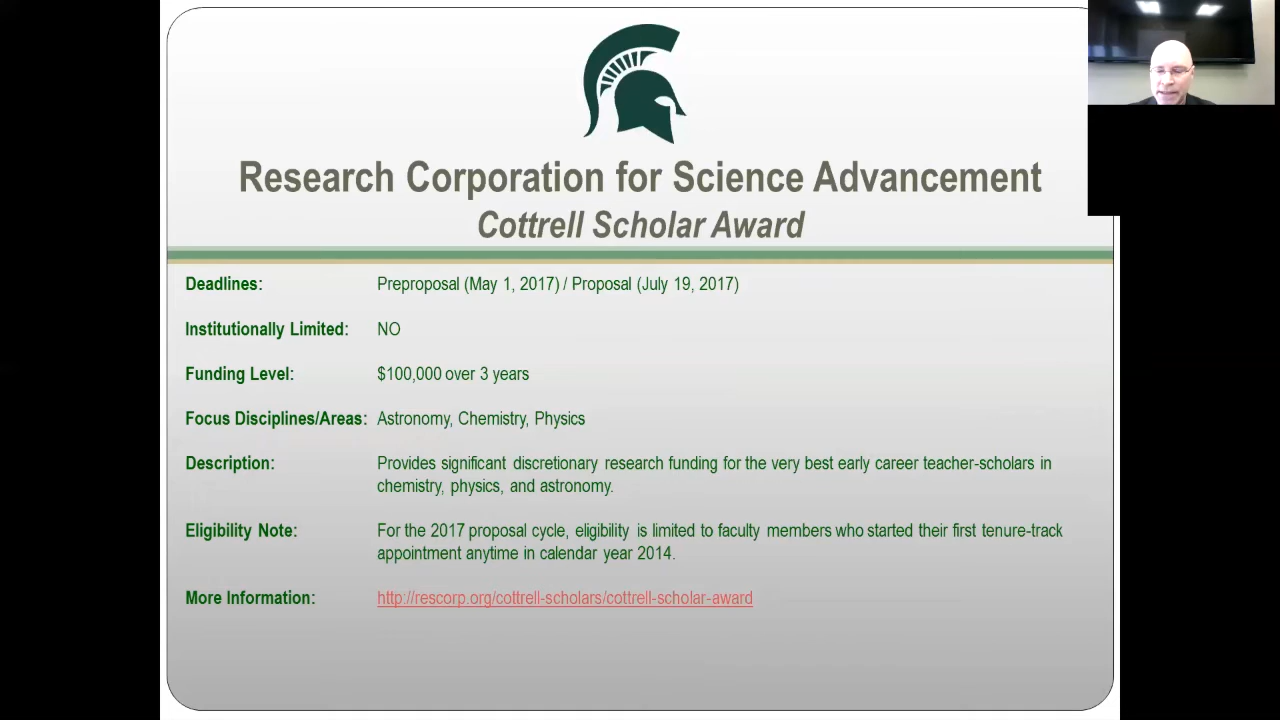 Research Corporation for Science Advancement
Cottrell Scholar Award
Deadlines: Preproposal (May 1, 2017) / Proposal (July 19, 2017)
Institutionally Limited: NO
Funding Level: $100,000 over 3 years
Focus Disciplines/Areas: Astronomy, Chemistry, Physics
Description: Provides significant discretionary research funding for the very best early career teacher-scholars in
chemistry, physics, and astronomy.
Eligibility Note: For the 2017 proposal cycle, eligibility is limited to faculty members who started their first tenure-track
appointment anytime in calendar year 2014.
More Information: http://rescorp.org/cottrell-scholars/cottrell-scholar-award